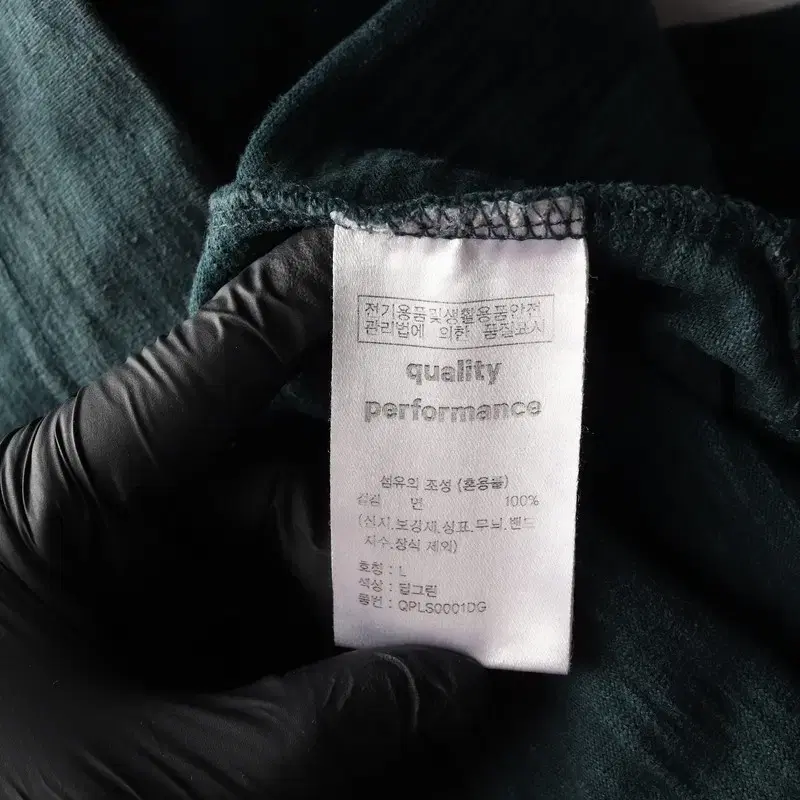 전기용품및생활용품안전
관리법에 의한 품질표시
quality
performance
섬유의 조성 (혼용률)
겉감 면 100%
(심지.보강재.상표.무늬.밴드
자수.장식 제외)
호칭 : L
색상 : 딥그린
품번 : QPLS0001DG